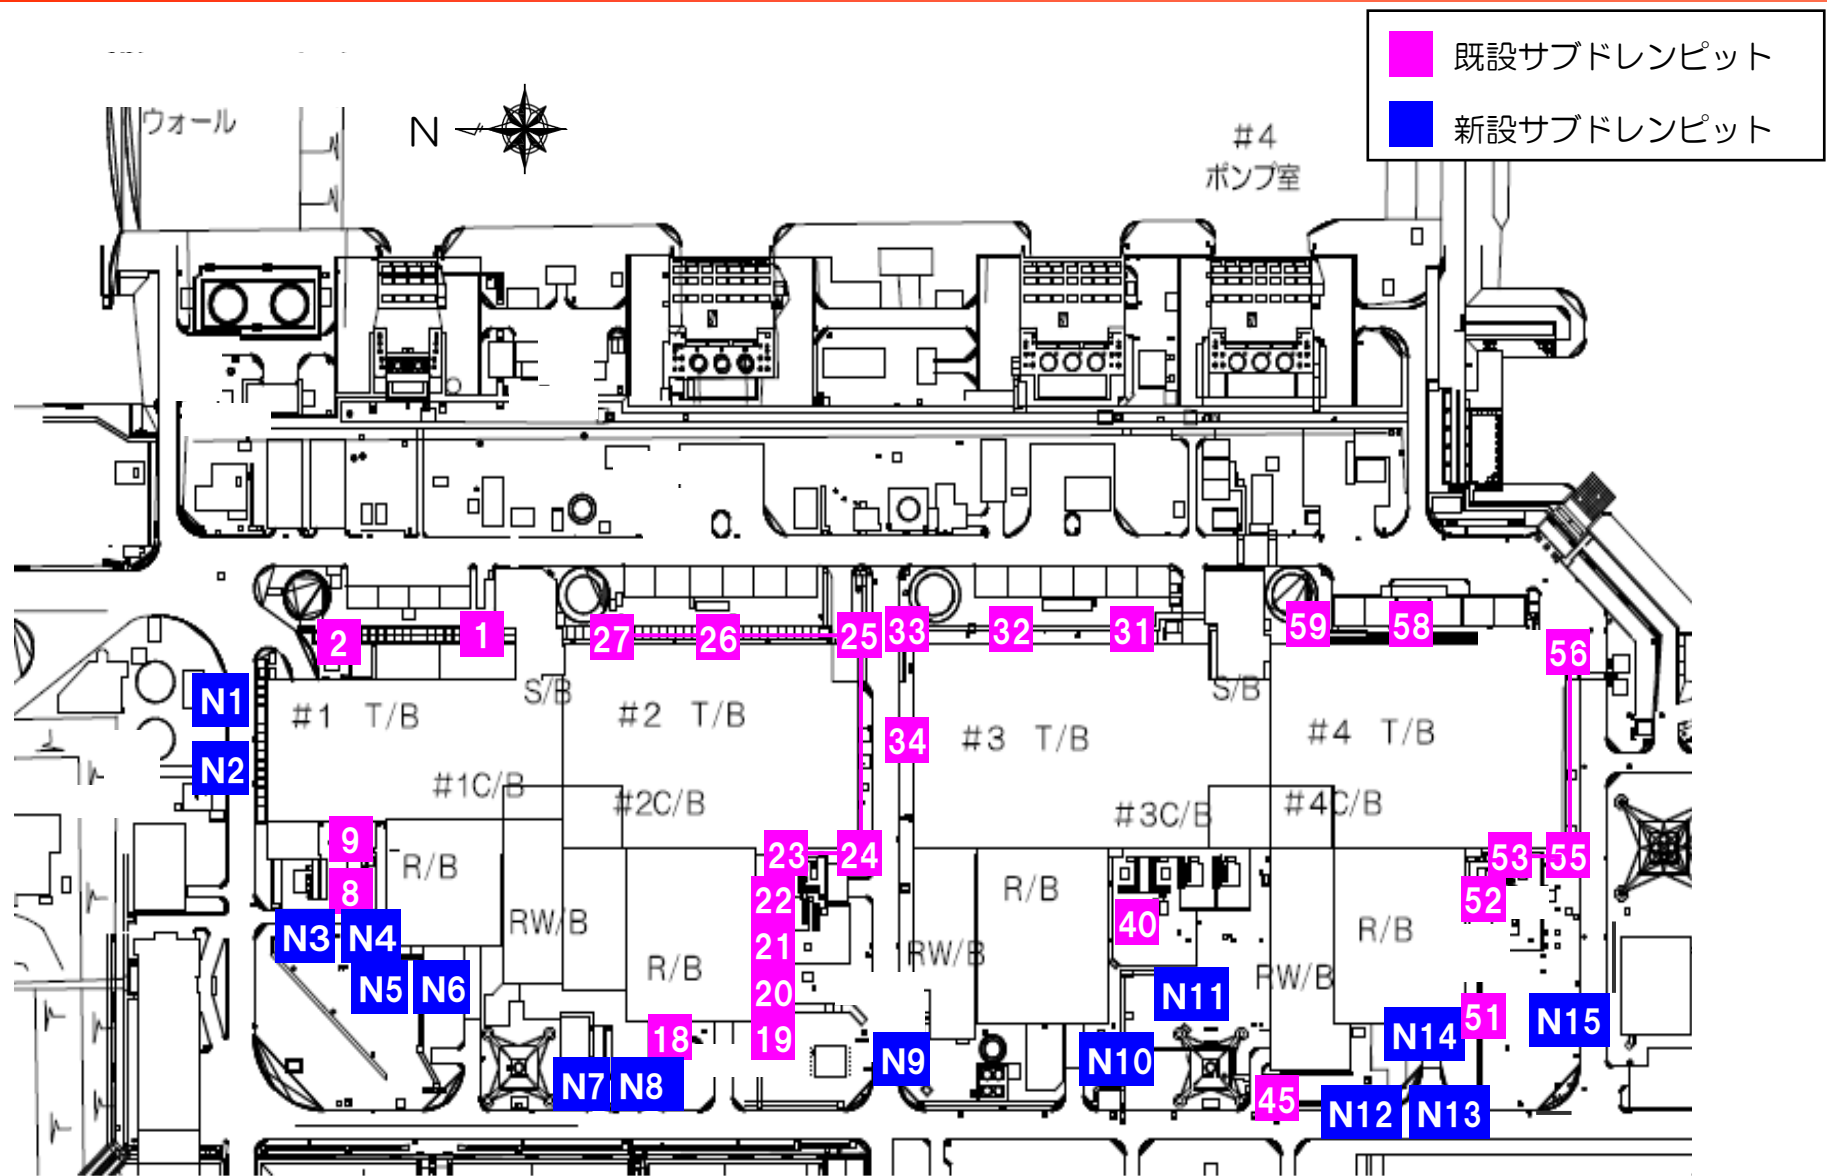 既設サブドレンピット
新設サブドレンピット
ウォール
N
#4
ポンプ室
2
1
27
26
25
33
32
31
59
58
56
N1
N2
#1 T/B
S/B
#2 T/B
34
#3 T/B
S/B
#4 T/B
#1C/B
#2C/B
#3C/B
#4C/B
9
8
R/B
23
24
22
21
20
19
18
R/B
40
53
55
52
R/B
N3
N4
N5
N6
RW/B
R/B
RW/B
RW/B
N11
51
N14
N15
N7
N8
N9
N10
45
N12
N13